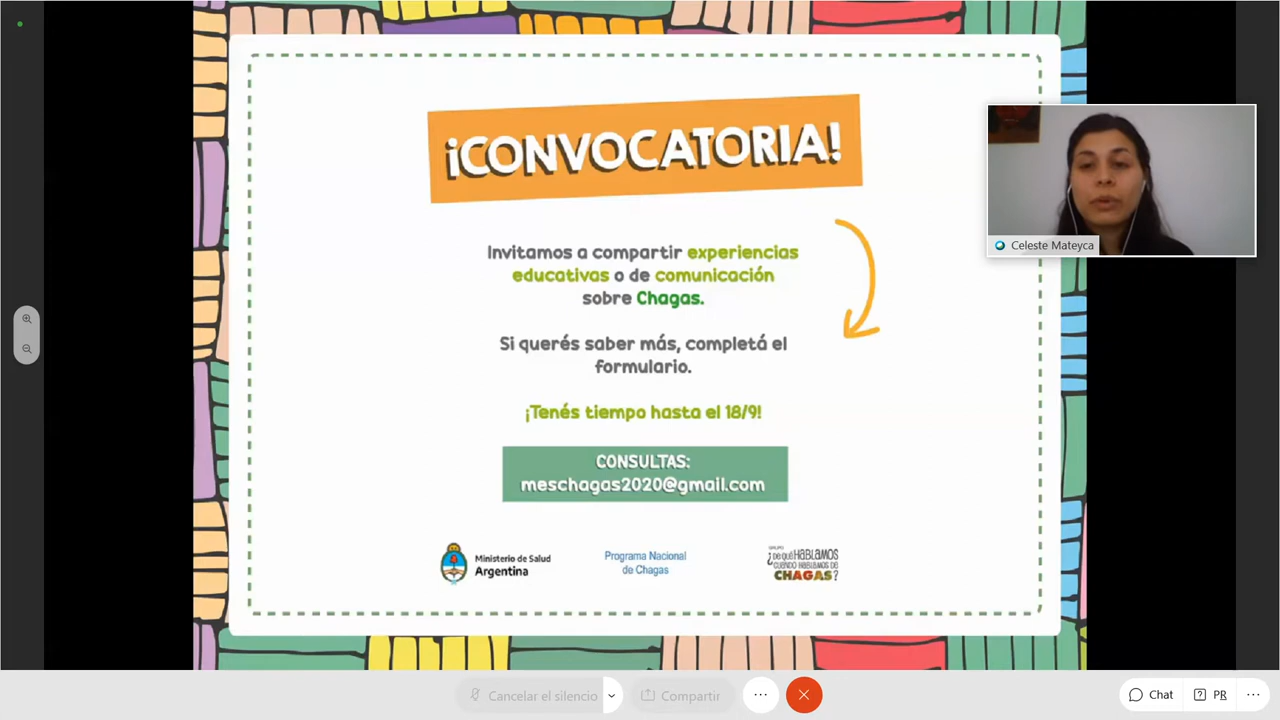 ¡CONVOCATORIA!
Invitamos a compartir experiencias
educativas o de comunicación
sobre Chagas.
Si querés saber más, completá el
formulario.
¡Tenés tiempo hasta el 18/9!
CONSULTAS:
meschagas2020@gmail.com
Ministerio de Salud
Argentina
Programa Nacional
de Chagas
GRUPO
¿DE QUÉ HABLAMOS
CUANDO HABLAMOS DE
CHAGAS?
Celeste Mateyca
Cancelar el silencio
Compartir
Chat
PR